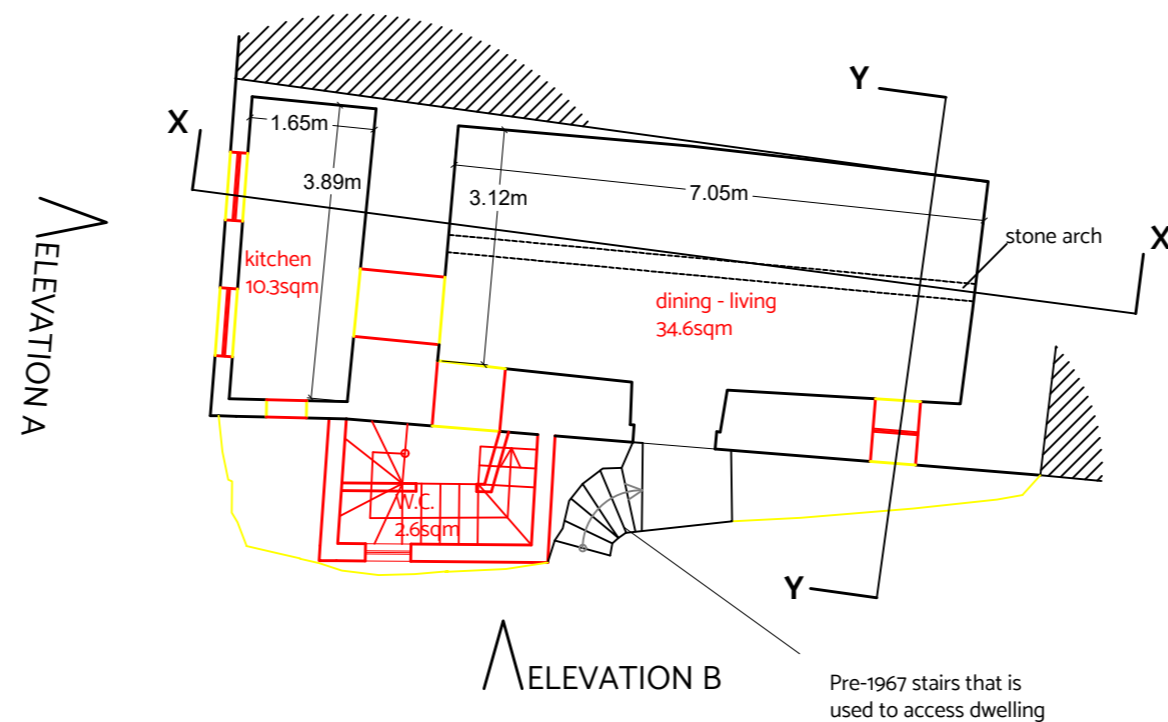 Y
X
1.65m
3.89m
3.12m
7.05m
stone arch
X
kitchen
10.3sqm
dining - living
34.6sqm
ELEVATION A
W.C.
2.6sqm
Y
ELEVATION B
Pre-1967 stairs that is
used to access dwelling